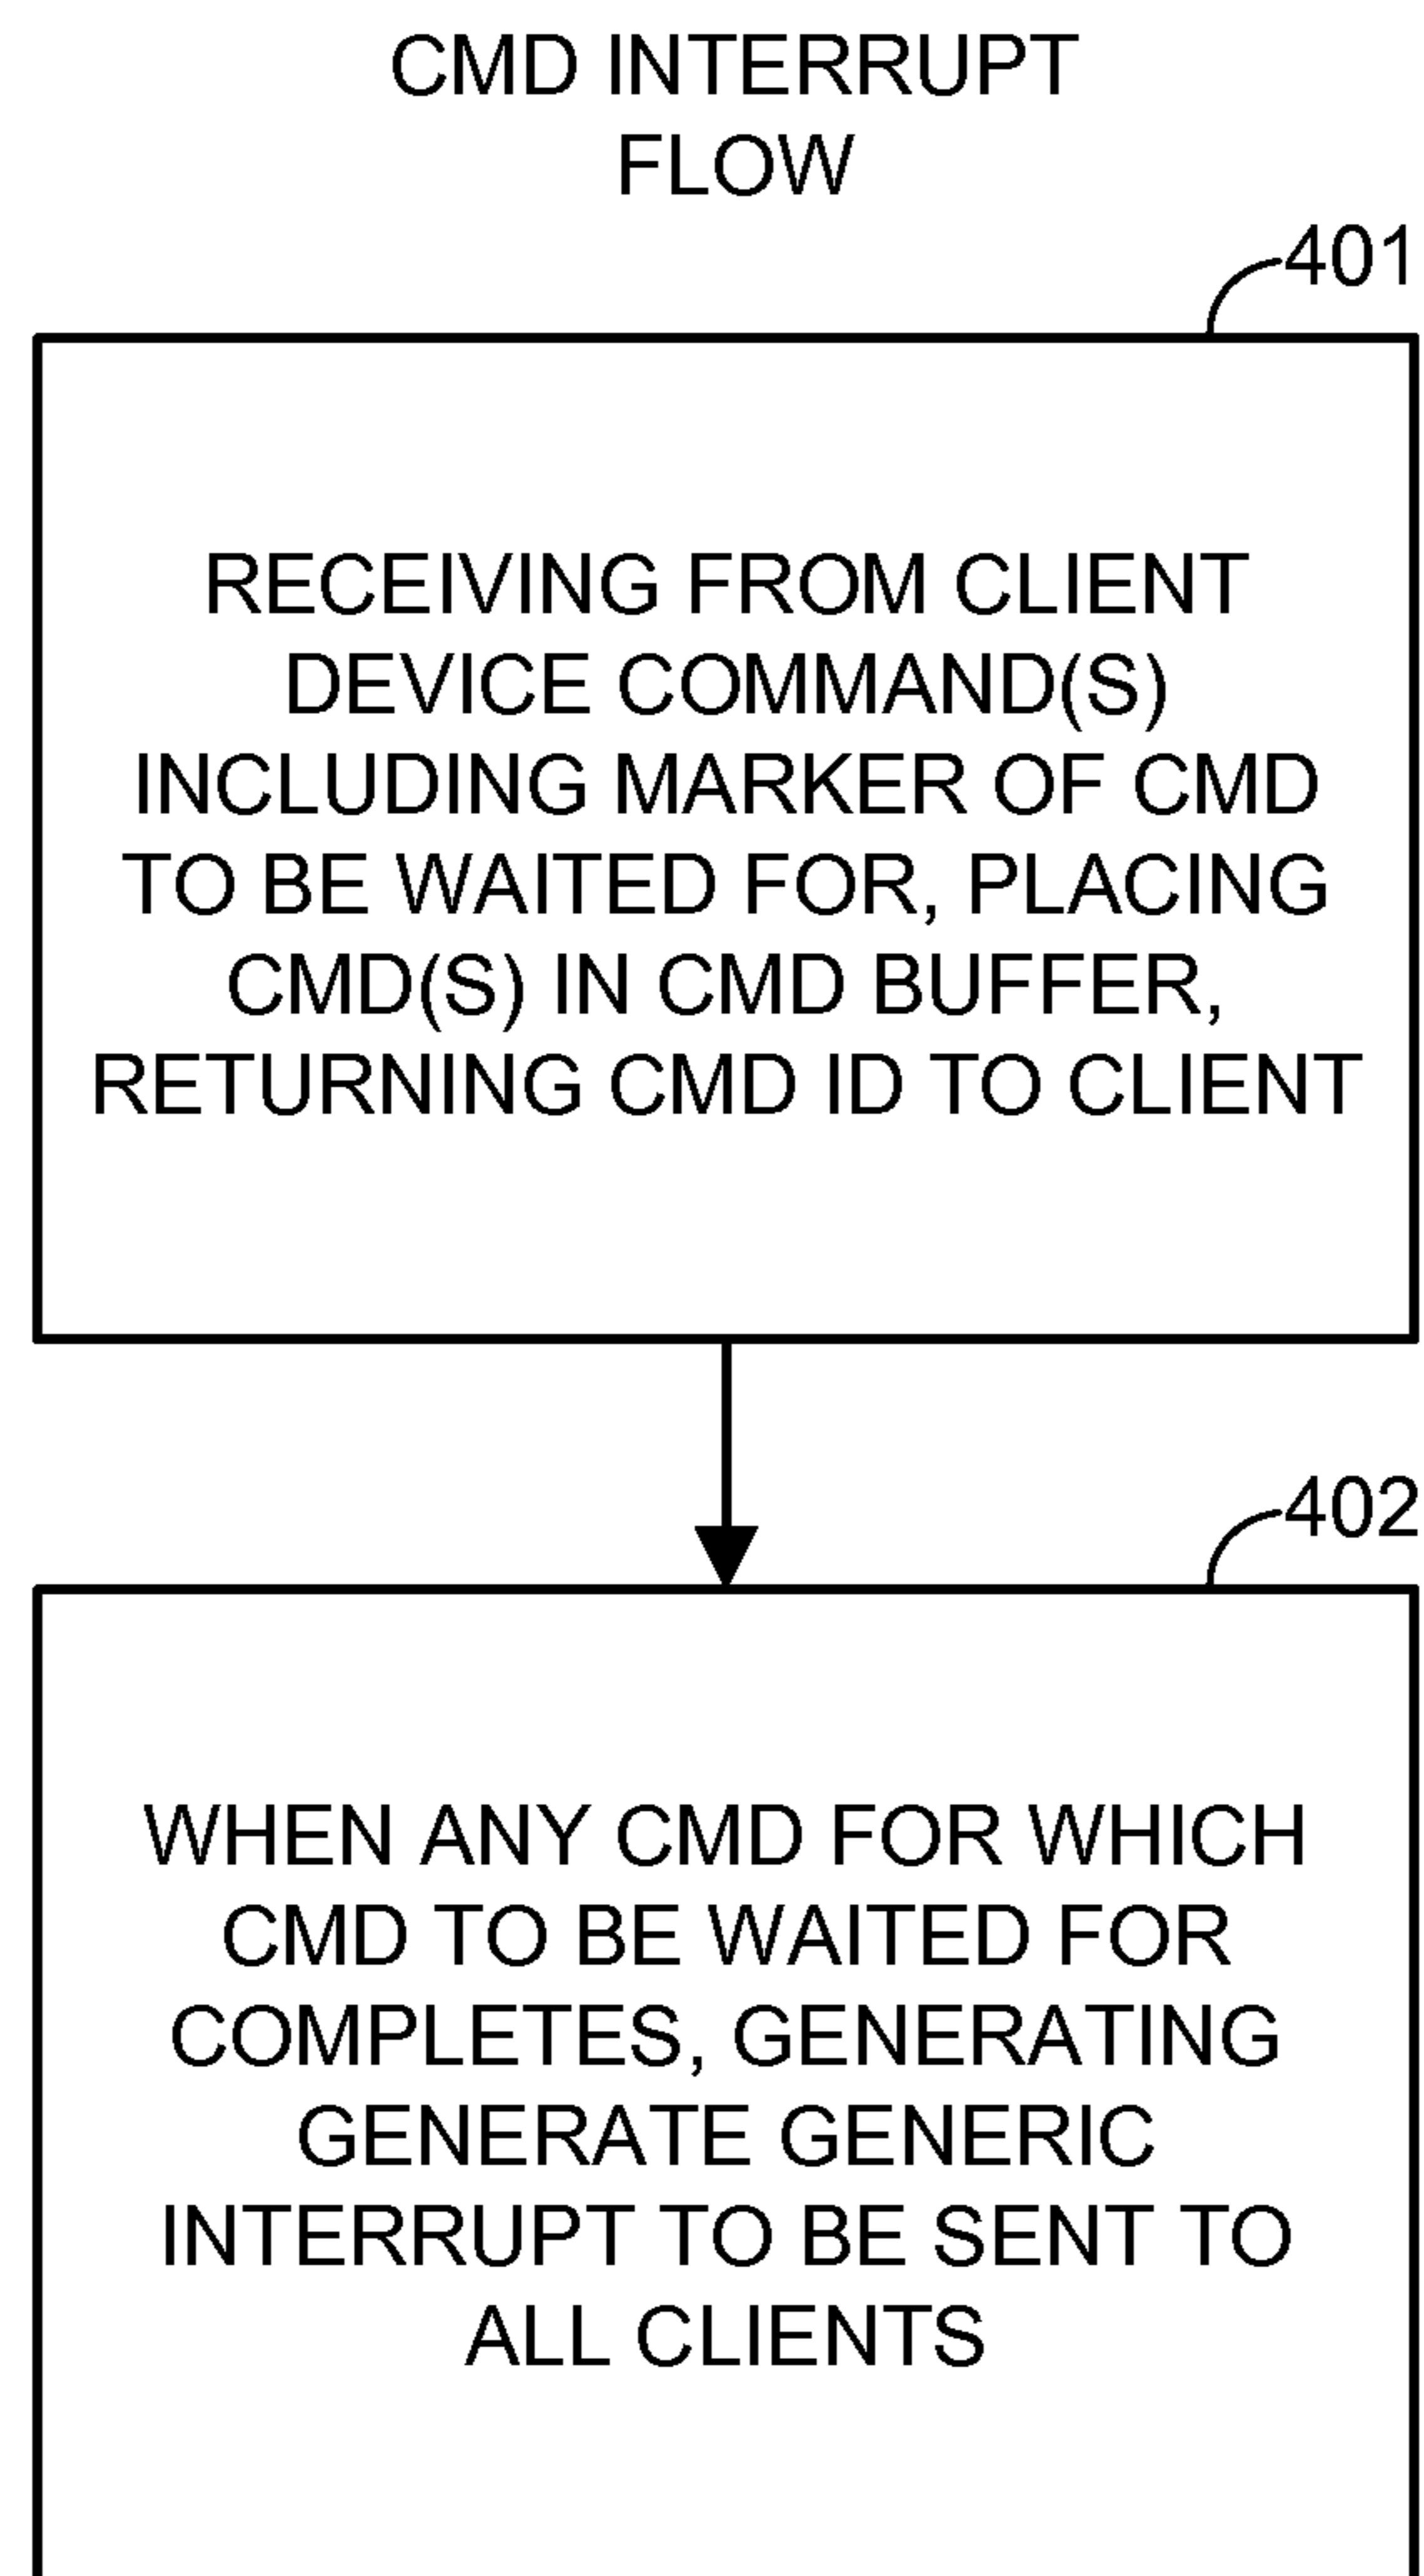 CMD INTERRUPT
FLOW
401
RECEIVING FROM CLIENT
DEVICE COMMAND(S)
INCLUDING MARKER OF CMD
TO BE WAITED FOR, PLACING
CMD(S) IN CMD BUFFER,
RETURNING CMD ID TO CLIENT
402
WHEN ANY CMD FOR WHICH
CMD TO BE WAITED FOR
COMPLETES, GENERATING
GENERATE GENERIC
INTERRUPT TO BE SENT TO
ALL CLIENTS